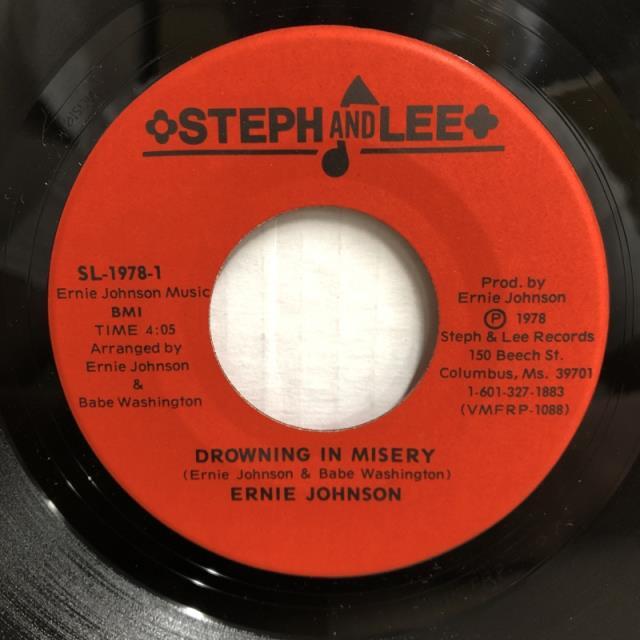 STEPH AND LEE
SL-1978-1
Ernie Johnson Music
BMI
TIME 4:05
Arranged by
Ernie Johnson
&
Babe Washington
Prod. by
Ernie Johnson
Ⓟ 1978
Steph & Lee Records
150 Beech St.
Columbus, Ms. 39701
1-601-327-1883
(VMFRP-1088)
DROWNING IN MISERY
(Ernie Johnson & Babe Washington)
ERNIE JOHNSON